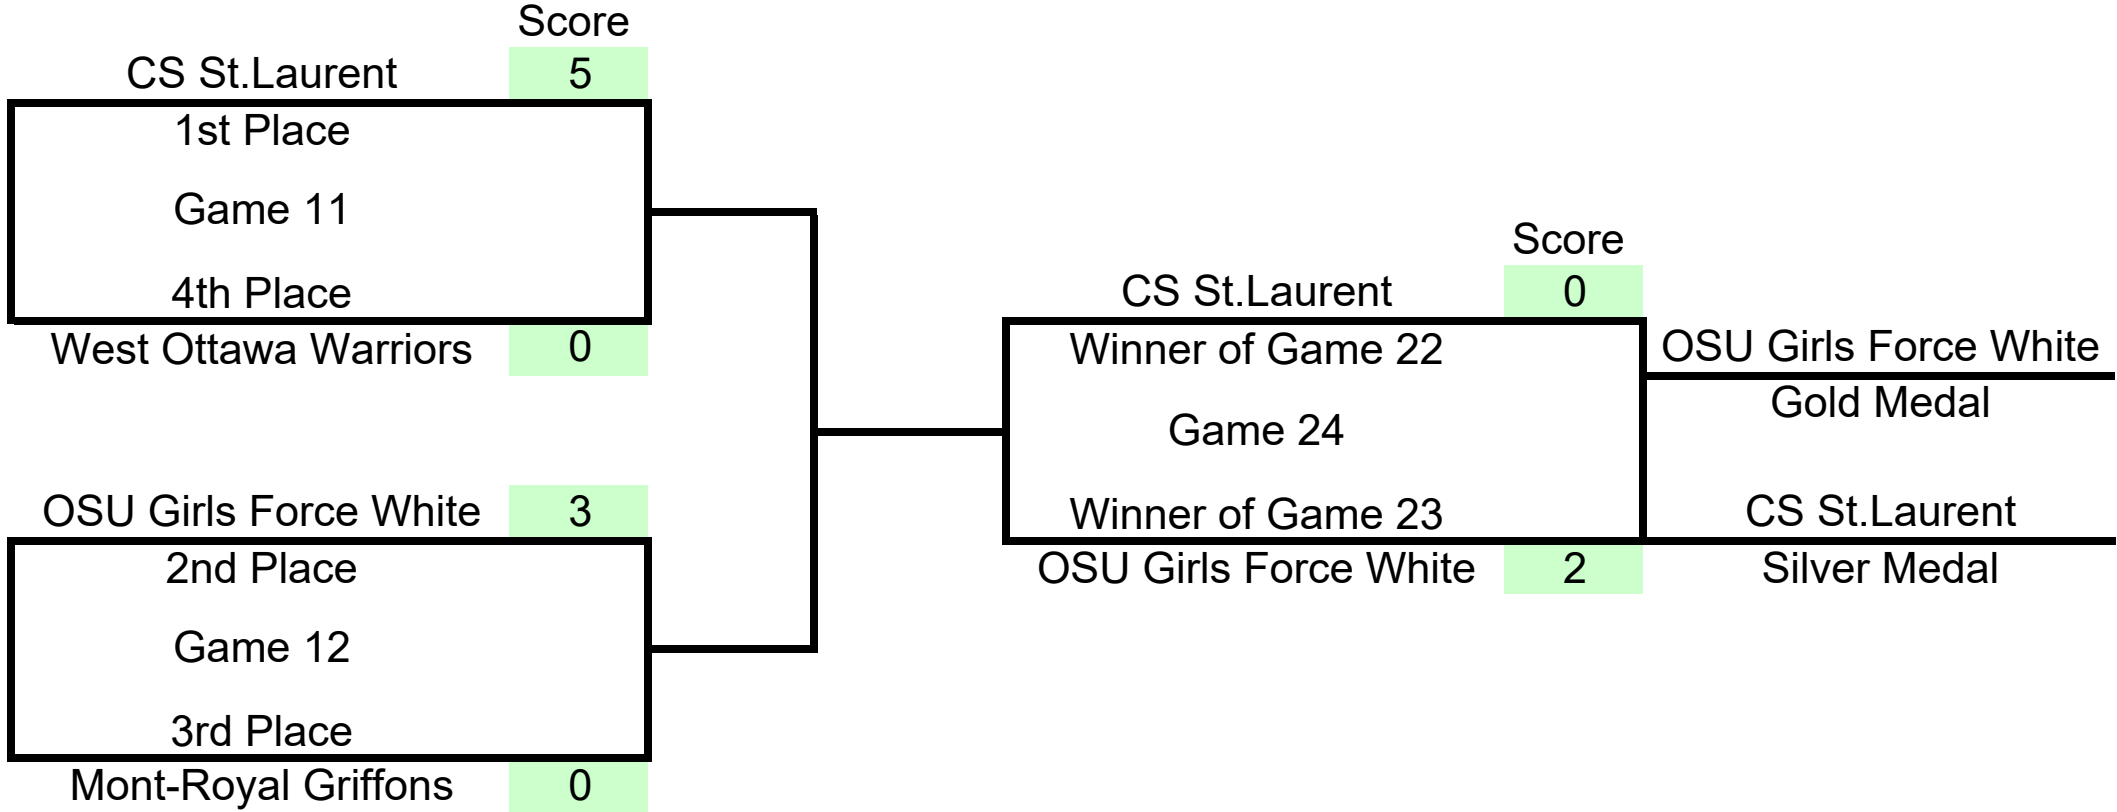 Score
CS St.Laurent 5
1st Place
Game 11
4th Place
West Ottawa Warriors 0
OSU Girls Force White 3
2nd Place
Game 12
3rd Place
Mont-Royal Griffons 0
Score
CS St.Laurent 0
Winner of Game 22
Game 24
Winner of Game 23
OSU Girls Force White 2
OSU Girls Force White
Gold Medal
CS St.Laurent
Silver Medal